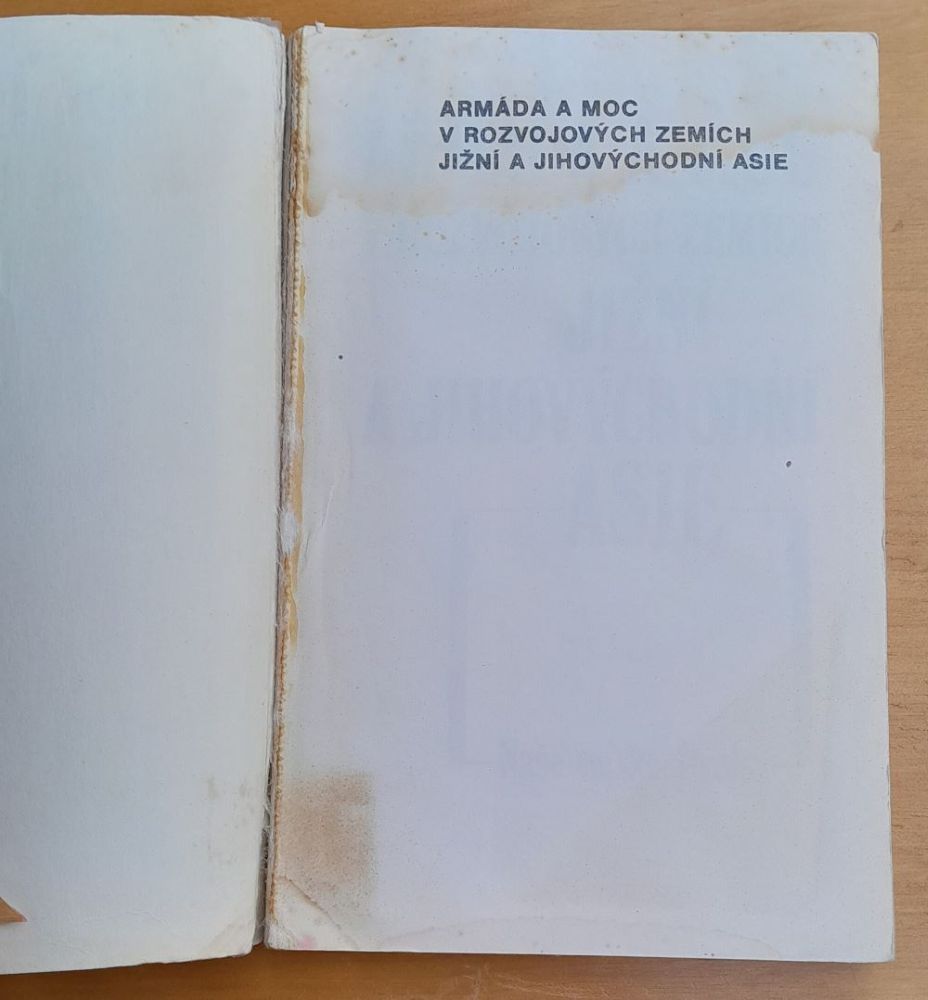 ARMÁDA A MOC
V ROZVOJOVÝCH ZEMÍCH
JIŽNÍ A JIHOVÝCHODNÍ ASIE